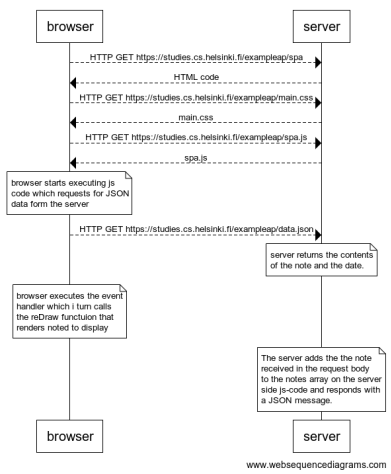 browser
server
HTTP GET https://studies.cs.helsinki.fi/exampleap/spa
HTML code
HTTP GET https://studies.cs.helsinki.fi/exampleap/main.css
main.css
HTTP GET https://studies.cs.helsinki.fi/exampleap/spa.js
spa.js
browser starts executing js
code which requests for JSON
data form the server
HTTP GET https://studies.cs.helsinki.fi/exampleap/data.json
server returns the contents
of the note and the date.
browser executes the event
handler which i turn calls
the reDraw functuion that
renders noted to display
The server adds the the note
received in the request body
to the notes array on the server
side js-code and responds with
a JSON message.
browser
server
www.websequencediagrams.com